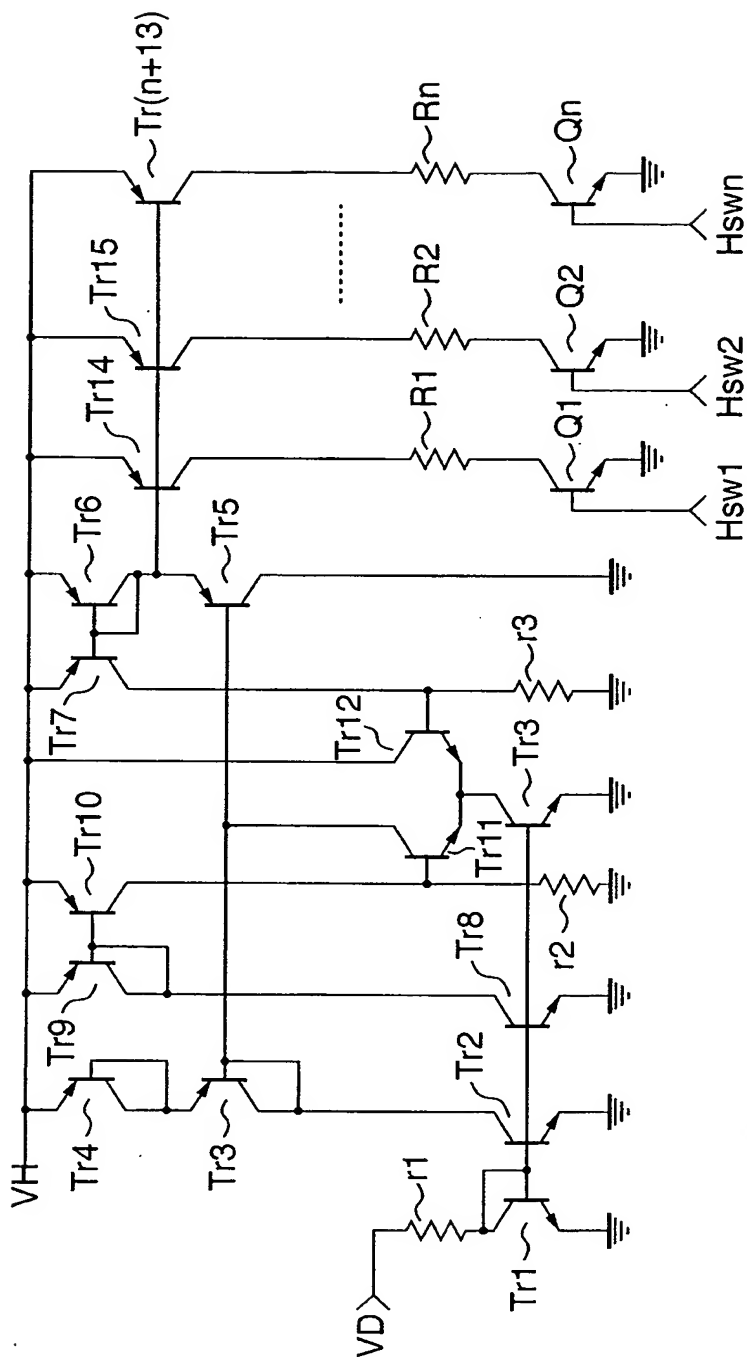 VH
Tr4
Tr9
Tr10
Tr7
Tr6
Tr14
Tr15
Tr(n+13)
Tr3
Tr5
VD
r1
Tr1
Tr2
Tr8
r2
Tr11
Tr12
Tr3
r3
R1
R2
Rn
Q1
Q2
Qn
Hsw1
Hsw2
Hswn